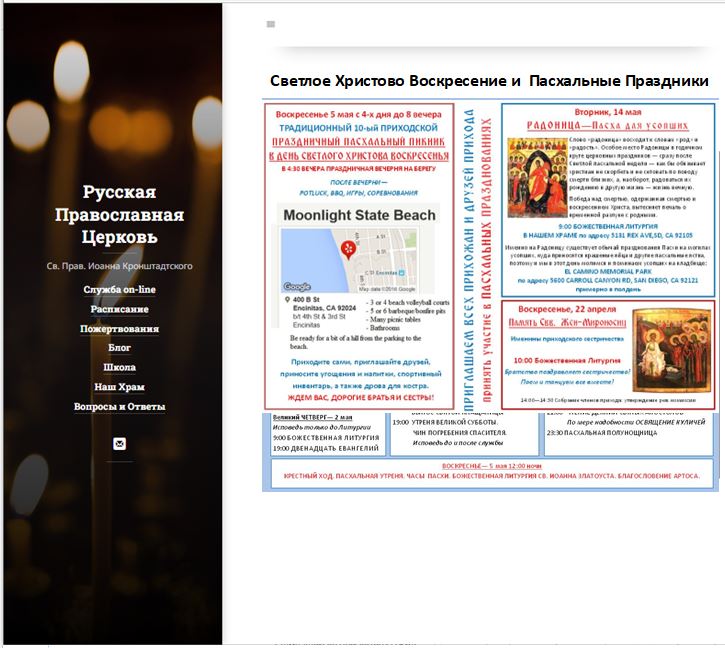 Русская
Православная
Церковь
Св. Прав. Иоанна Кронштадтского
Служба on-line
Расписание
Пожертвования
Блог
Школа
Наш Храм
Вопросы и Ответы
Светлое Христово Воскресение и Пасхальные Праздники
Воскресенье 5 мая с 4-х дня до 8 вечера
ТРАДИЦИОННЫЙ 10-ый ПРИХОДСКОЙ
ПРАЗДНИЧНЫЙ ПАСХАЛЬНЫЙ ПИКНИК
В ДЕНЬ СВЕТЛОГО ХРИСТОВА ВОСКРЕСЕНЬЯ
В 4:30 ВЕЧЕРА ПРАЗДНИЧНАЯ ВЕЧЕРНЯ НА БЕРЕГУ
ПОСЛЕ ВЕЧЕРНИ—
POTLUCK, BBQ, ИГРЫ, СОРЕВНОВАНИЯ
Moonlight State Beach
C St
Encinitas
Google
Map data ©2016 Google
400 B St
Encinitas, CA 92024
b/t 4th St & 3rd St
Encinitas
- 3 or 4 beach volleyball courts
- 5 or 6 barbeque/bonfire pits
- Many picnic tables
- Bathrooms
Be ready for a bit of a hill from the parking to the
beach.
Приходите сами, приглашайте друзей,
приносите угощения и напитки, спортивный
инвентарь, а также дрова для костра.
ЖДЕМ ВАС, ДОРОГИЕ БРАТЬЯ И СЕСТРЫ!
ПРИГЛАШАЕМ ВСЕХ ПРИХОЖАН И ДРУЗЕЙ ПРИХОДА
ПРИНЯТЬ УЧАСТИЕ В ПАСХАЛЬНЫХ ПРАЗДНОВАНИЯХ
Вторник, 14 мая
РАДОНИЦА—ПАСХА ДЛЯ УСОПШИХ
Слово «радоница» восходит к словам «род» и
«радость». Особое место Радоницы в годичном
круге церковных праздников — сразу после
Светлой пасхальной недели — как бы обязывает
христиан не скорбеть и не сетовать по поводу
смерти близких, а, наоборот, радоваться их
рождению в другую жизнь — жизнь вечную.
Победа над смертью, одержанная смертью и
воскресением Христа, вытесняет печаль о
временной разлуке с родными.
9:00 БОЖЕСТВЕННАЯ ЛИТУРГИЯ
В НАШЕМ ХРАМЕ по адресу 5131 REX AVE,SD, CA 92105
Именно на Радоницу существует обычай празднования Пасхи на могилах
усопших, куда приносятся крашеные яйца и другие пасхальные яства,
поэтому и мы в этот день молимся и поминаем усопших на кладбище:
EL CAMINO MEMORIAL PARK
по адресу 5600 CARROLL CANYON RD, SAN DIEGO, CA 92121
примерно в полдень
Воскресенье, 22 апреля
Память Свв. Жен-Мироносиц
Именины приходского сестричества
10:00 Божественная Литургия
Братство поздравляет сестричество!
Поем и танцуем все вместе!
14:00—14:30 Собрание членов прихода, утверждение рев. комиссии
Великий ЧЕТВЕРГ— 2 мая
Исповедь только до Литургии
9:00 БОЖЕСТВЕННАЯ ЛИТУРГИЯ
19:00 ДВЕНАДЦАТЬ ЕВАНГЕЛИЙ
19:00 УТРЕНЯ ВЕЛИКОЙ СУББОТЫ.
ЧИН ПОГРЕБЕНИЯ СПАСИТЕЛЯ.
Исповедь до и после службы
По мере надобности ОСВЯЩЕНИЕ КУЛИЧЕЙ
23:30 ПАСХАЛЬНАЯ ПОЛУНОЩНИЦА
ВОСКРЕСНЬЕ— 5 мая 12:00 ночи
КРЕСТНЫЙ ХОД. ПАСХАЛЬНАЯ УТРЕНЯ. ЧАСЫ ПАСХИ. БОЖЕСТВЕННАЯ ЛИТУРГИЯ СВ. ИОАННА ЗЛАТОУСТА. БЛАГОСЛОВЕНИЕ АРТОСА.